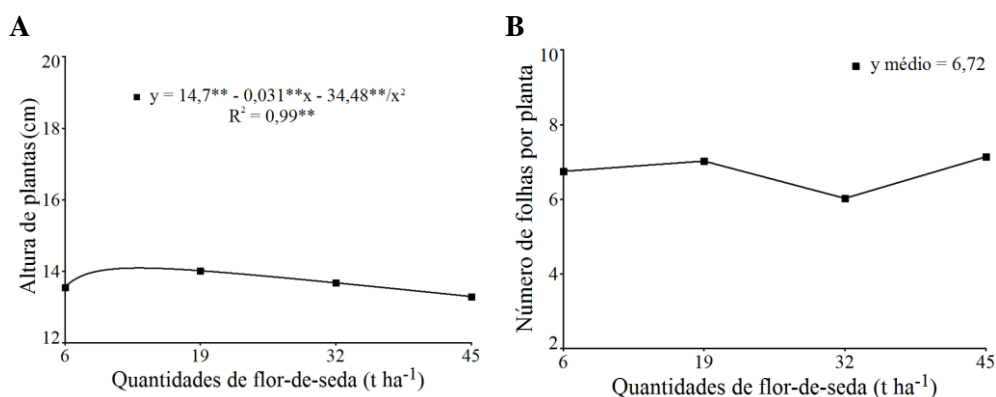 A
Altura de plantas (cm)
20
18
16
14
12
y = 14,7** - 0,031**x - 34,48**/x²
R² = 0,99**
6 19 32 45
Quantidades de flor-de-seda (t ha⁻¹)
B
Número de folhas por planta
10
8
6
4
2
y médio = 6,72
6 19 32 45
Quantidades de flor-de-seda (t ha⁻¹)